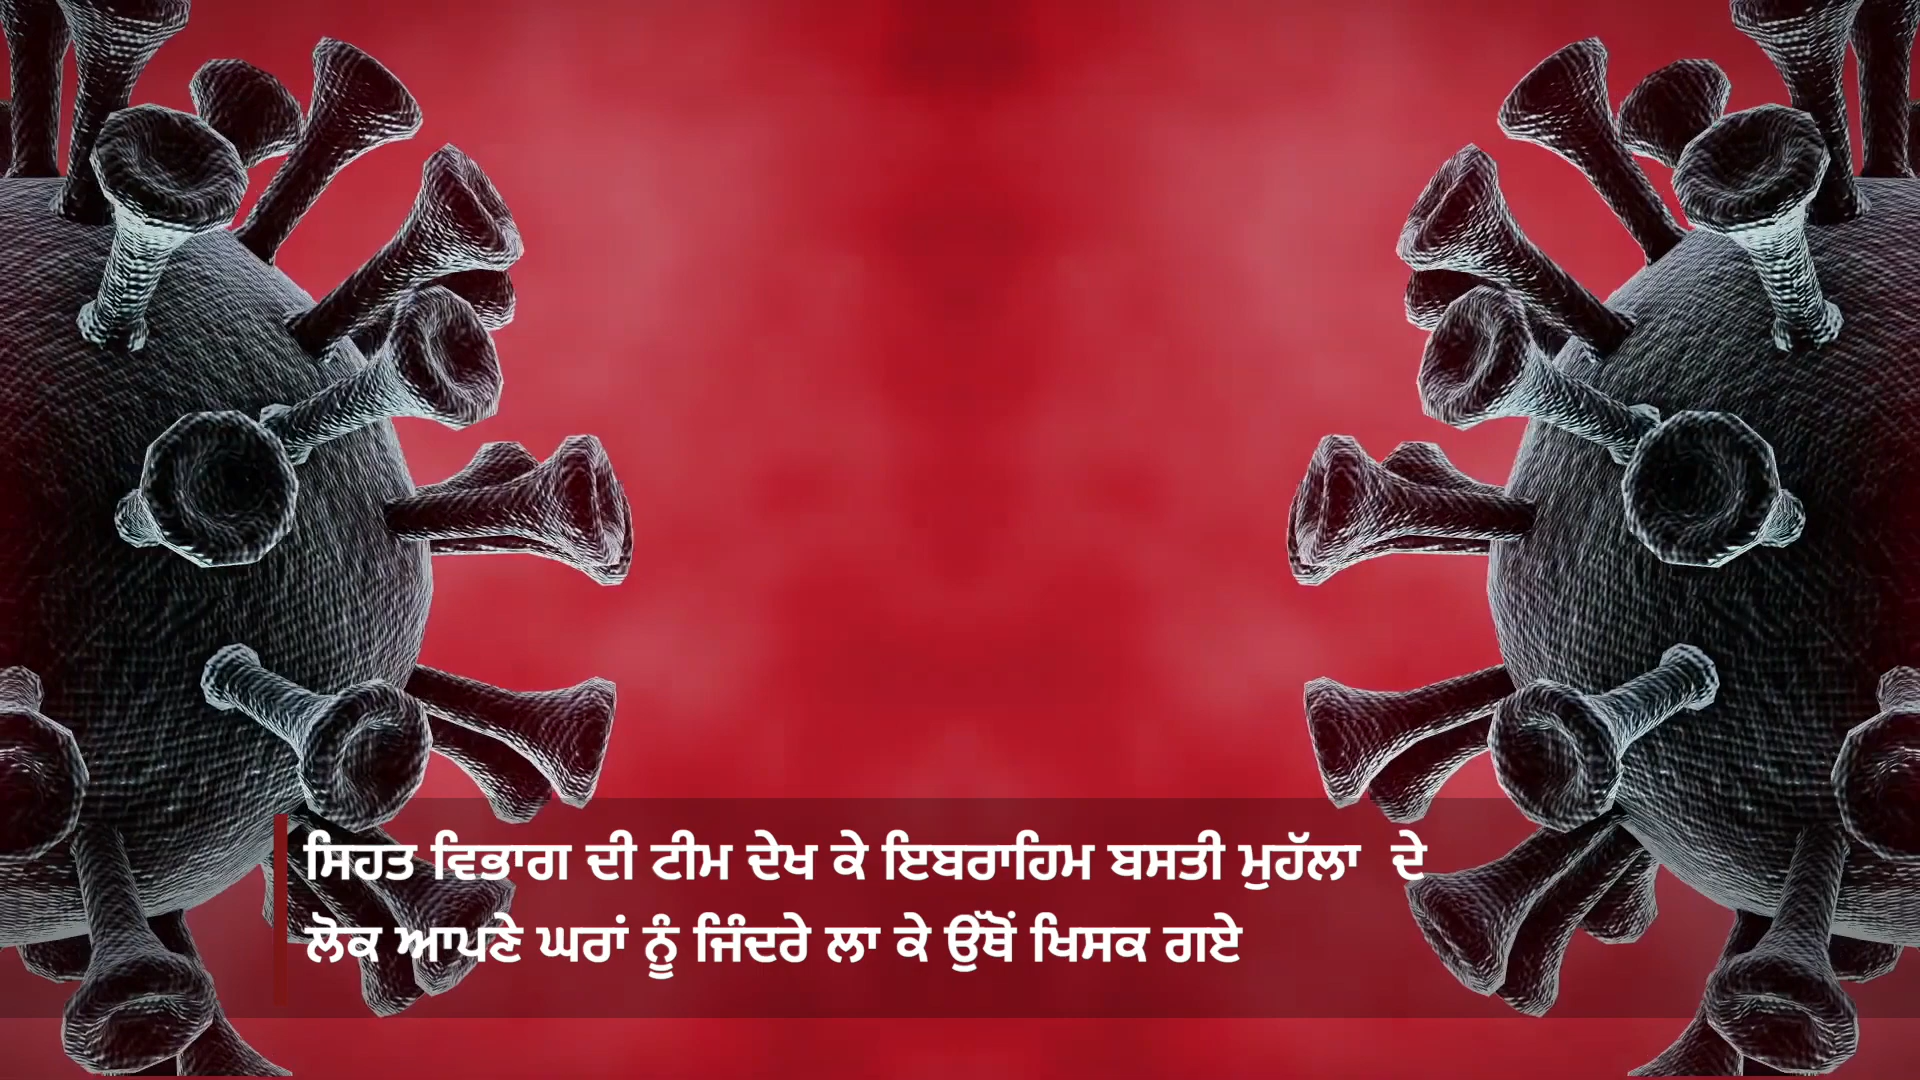 ਸਿਹਤ ਵਿਭਾਗ ਦੀ ਟੀਮ ਦੇਖ ਕੇ ਇਬਰਾਹਿਮ ਬਸਤੀ ਮੁਹੱਲਾ ਦੇ
ਲੋਕ ਆਪਣੇ ਘਰਾਂ ਨੂੰ ਜਿੰਦਰੇ ਲਾ ਕੇ ਉੱਥੋਂ ਖਿਸਕ ਗਏ